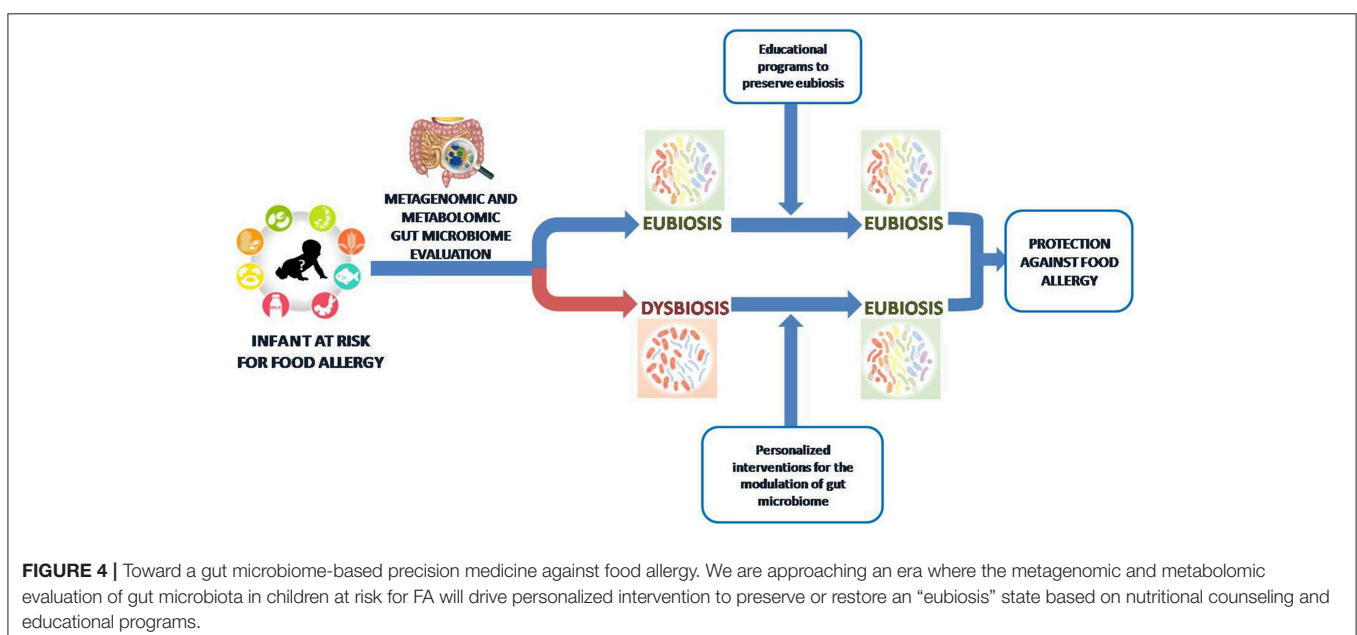 Educational
programs to
preserve eubiosis
METAGENOMIC AND
METABOLOMIC
GUT MICROBIOME
EVALUATION
EUBIOSIS
EUBIOSIS
PROTECTION
AGAINST FOOD
ALLERGY
?
INFANT AT RISK
FOR FOOD ALLERGY
DYSBIOSIS
EUBIOSIS
Personalized
interventions for the
modulation of gut
microbiome
FIGURE 4 | Toward a gut microbiome-based precision medicine against food allergy. We are approaching an era where the metagenomic and metabolomic
evaluation of gut microbiota in children at risk for FA will drive personalized intervention to preserve or restore an “eubiosis” state based on nutritional counseling and
educational programs.